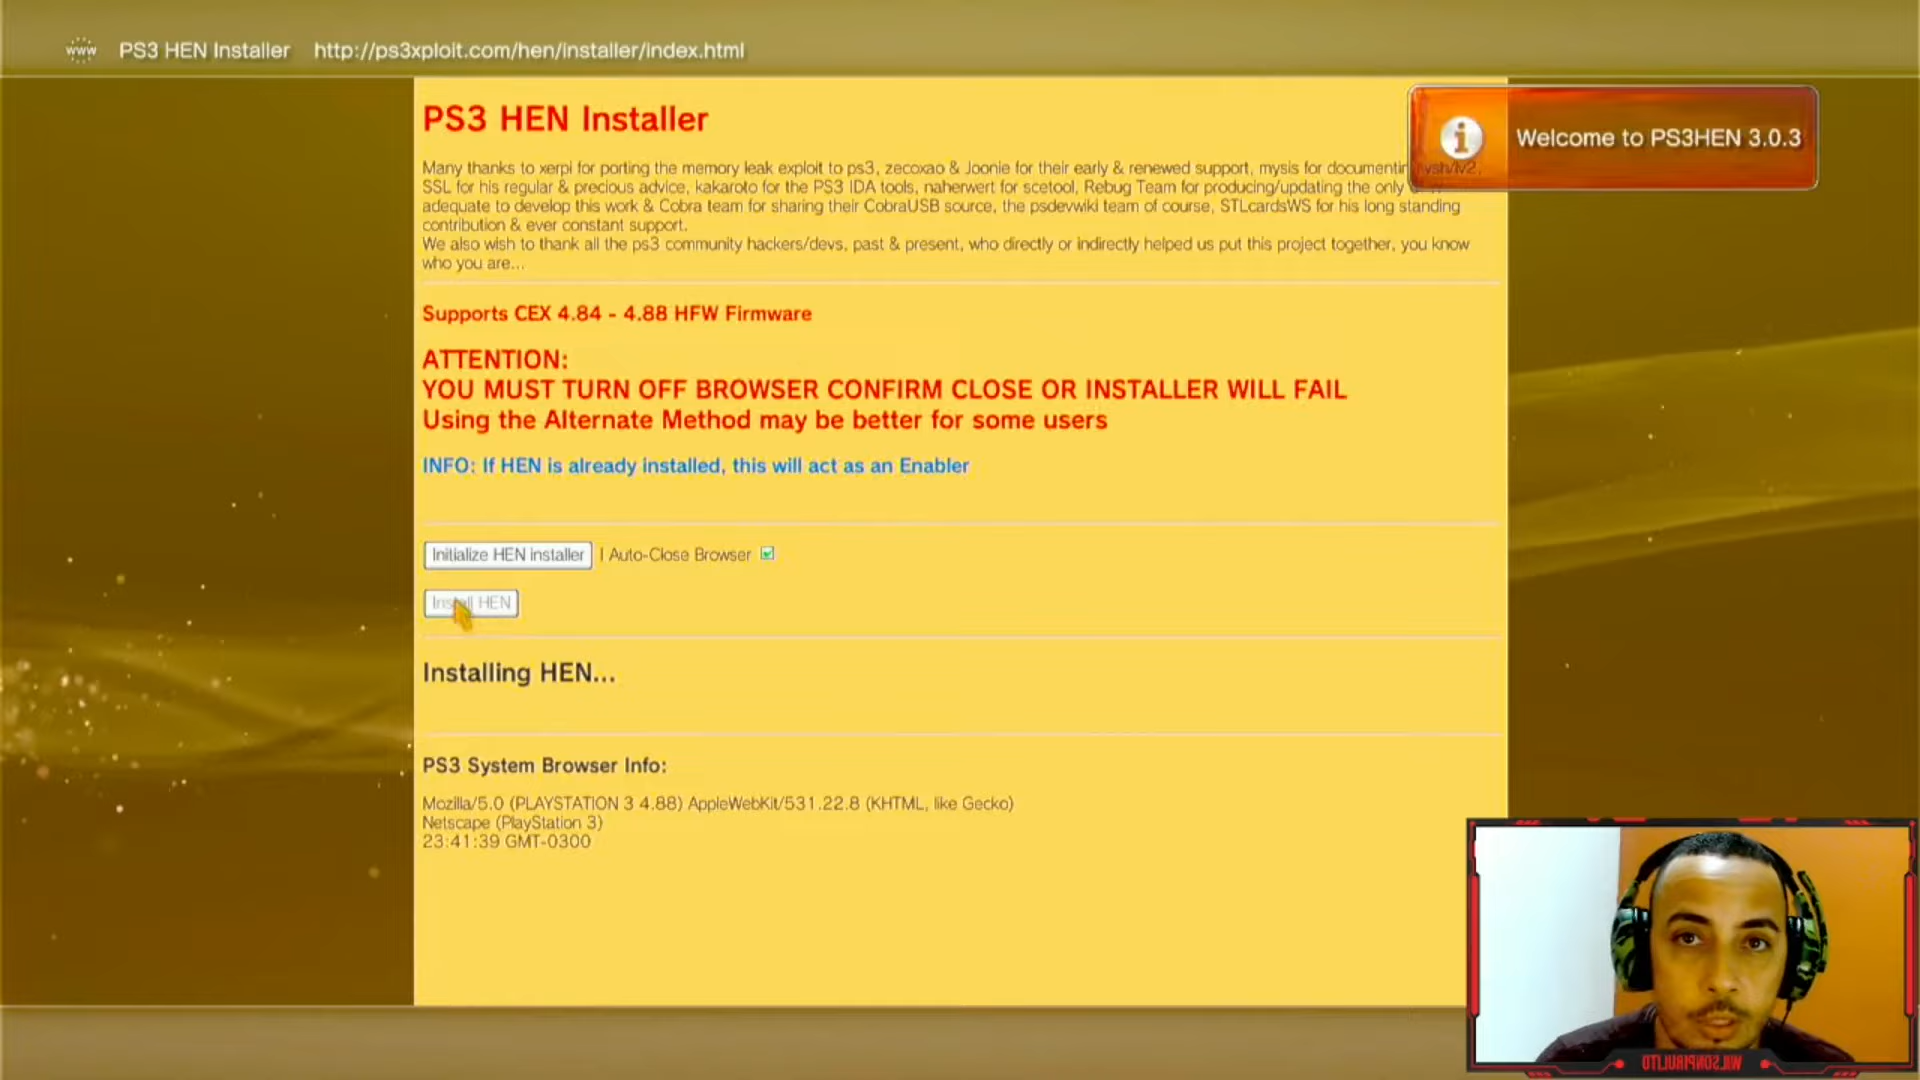 www PS3 HEN Installer http://ps3xploit.com/hen/installer/index.html
PS3 HEN Installer
Welcome to PS3HEN 3.0.3
Many thanks to xerpi for porting the memory leak exploit to ps3, zecoxao & Joonie for their early & renewed support, mysis for vsh/lv2,
SSL for his regular & precious advice, kakaroto for the PS3 IDA tools, naherwert for scetool, Rebug Team for producing/updating the only
adequate to develop this work & Cobra team for sharing their CobraUSB source, the psdevwiki team of course, STLcardsWS for his long standing
contribution & ever constant support.
We also wish to thank all the ps3 community hackers/devs, past & present, who directly or indirectly helped us put this project together, you know
who you are...
Supports CEX 4.84 - 4.88 HFW Firmware
ATTENTION:
YOU MUST TURN OFF BROWSER CONFIRM CLOSE OR INSTALLER WILL FAIL
Using the Alternate Method may be better for some users
INFO: If HEN is already installed, this will act as an Enabler
Initialize HEN installer | Auto-Close Browser
Install HEN
Installing HEN...
PS3 System Browser Info:
Mozilla/5.0 (PLAYSTATION 3 4.88) AppleWebKit/531.22.8 (KHTML, like Gecko)
Netscape (PlayStation 3)
23:41:39 GMT-0300
WILSONPIRULITO